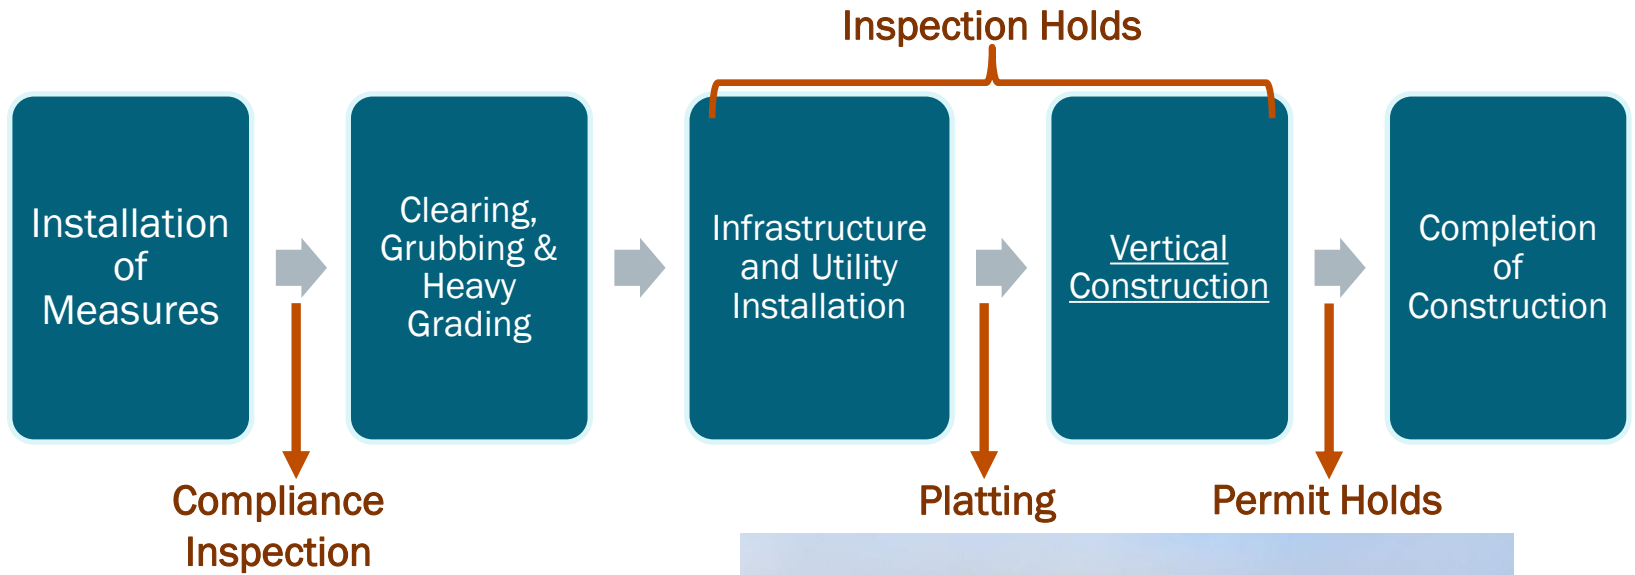 Inspection Holds
Installation
of
Measures
Clearing,
Grubbing &
Heavy
Grading
Infrastructure
and Utility
Installation
Vertical
Construction
Completion
of
Construction
Compliance
Inspection
Platting
Permit Holds